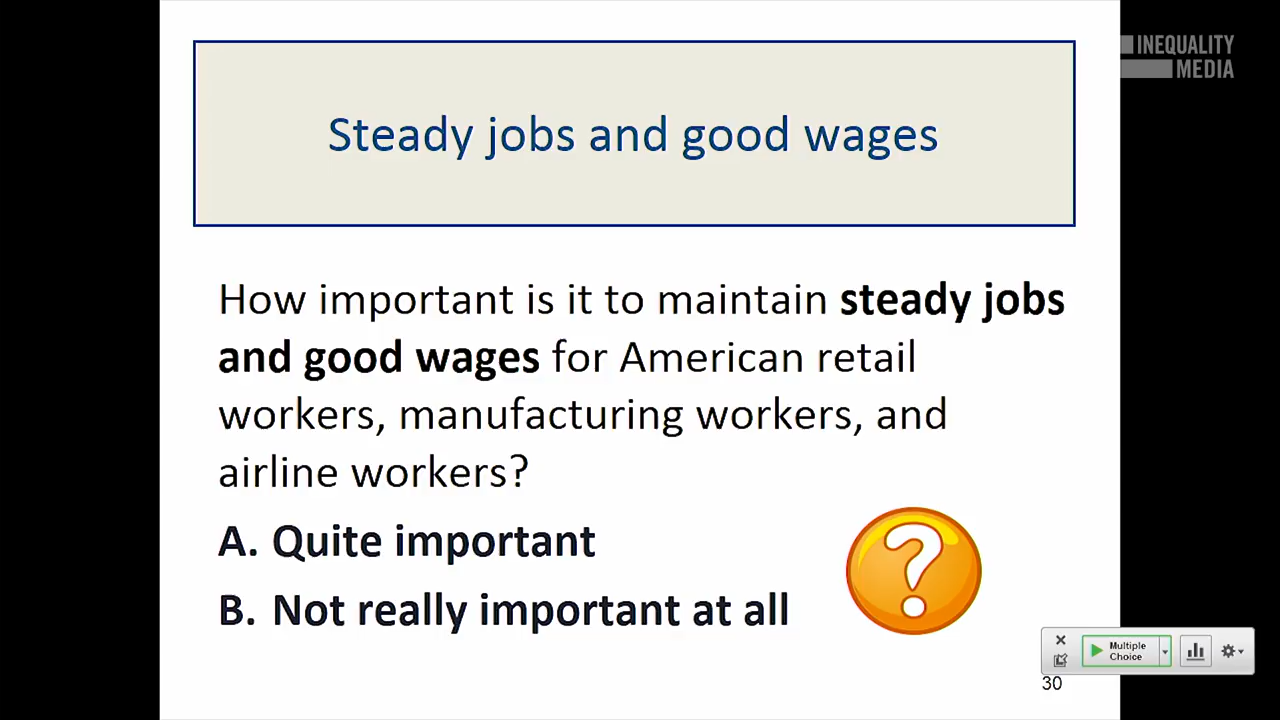 INEQUALITY
MEDIA
Steady jobs and good wages
How important is it to maintain steady jobs
and good wages for American retail
workers, manufacturing workers, and
airline workers?
A. Quite important
B. Not really important at all
?
Multiple
Choice
30